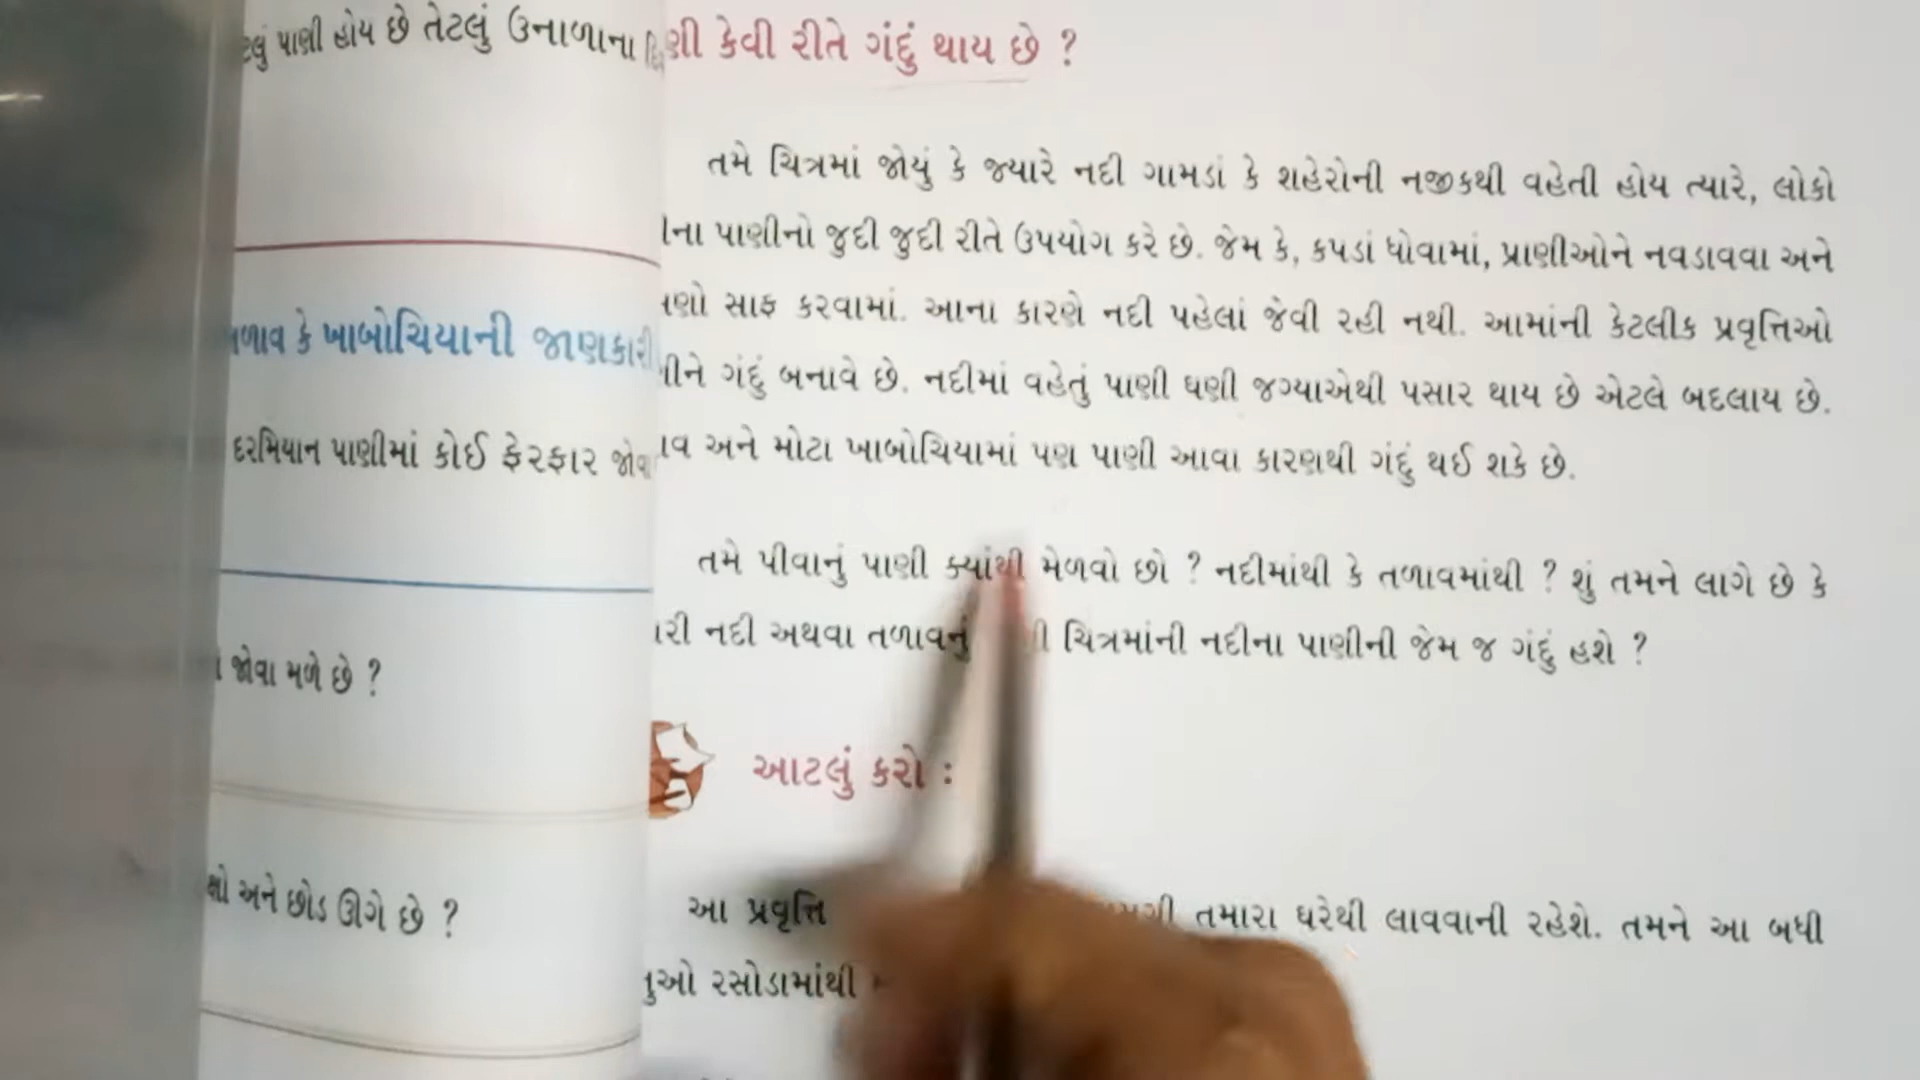 પાણી હોય છે તેટલું ઉનાળાના
કે ખાબોચિયાની જાણકારી
દરમિયાન પાણીમાં કોઈ ફેરફાર
જોવા મળે છે ?
અને છોડ ઊગે છે ?
કેવી રીતે ગંદું થાય છે ?
તમે ચિત્રમાં જોયું કે જ્યારે નદી ગામડાં કે શહેરોની નજીકથી વહેતી હોય ત્યારે, લોકો
પાણીનો જુદી જુદી રીતે ઉપયોગ કરે છે. જેમ કે, કપડાં ધોવામાં, પ્રાણીઓને નવડાવવા અને
સાફ કરવામાં. આના કારણે નદી પહેલાં જેવી રહી નથી. આમાંની કેટલીક પ્રવૃત્તિઓ
ગંદું બનાવે છે. નદીમાં વહેતું પાણી ઘણી જગ્યાએથી પસાર થાય છે એટલે બદલાય છે.
અને મોટા ખાબોચિયામાં પણ પાણી આવા કારણથી ગંદું થઈ શકે છે.
તમે પીવાનું પાણી ક્યાંથી મેળવો છો ? નદીમાંથી કે તળાવમાંથી ? શું તમને લાગે છે કે
નદી અથવા તળાવનું ચિત્રમાંની નદીના પાણીની જેમ જ ગંદું હશે ?
આટલું કરો :
આ પ્રવૃત્તિ તમારા ઘરેથી લાવવાની રહેશે. તમને આ બધી
રસોડામાંથી